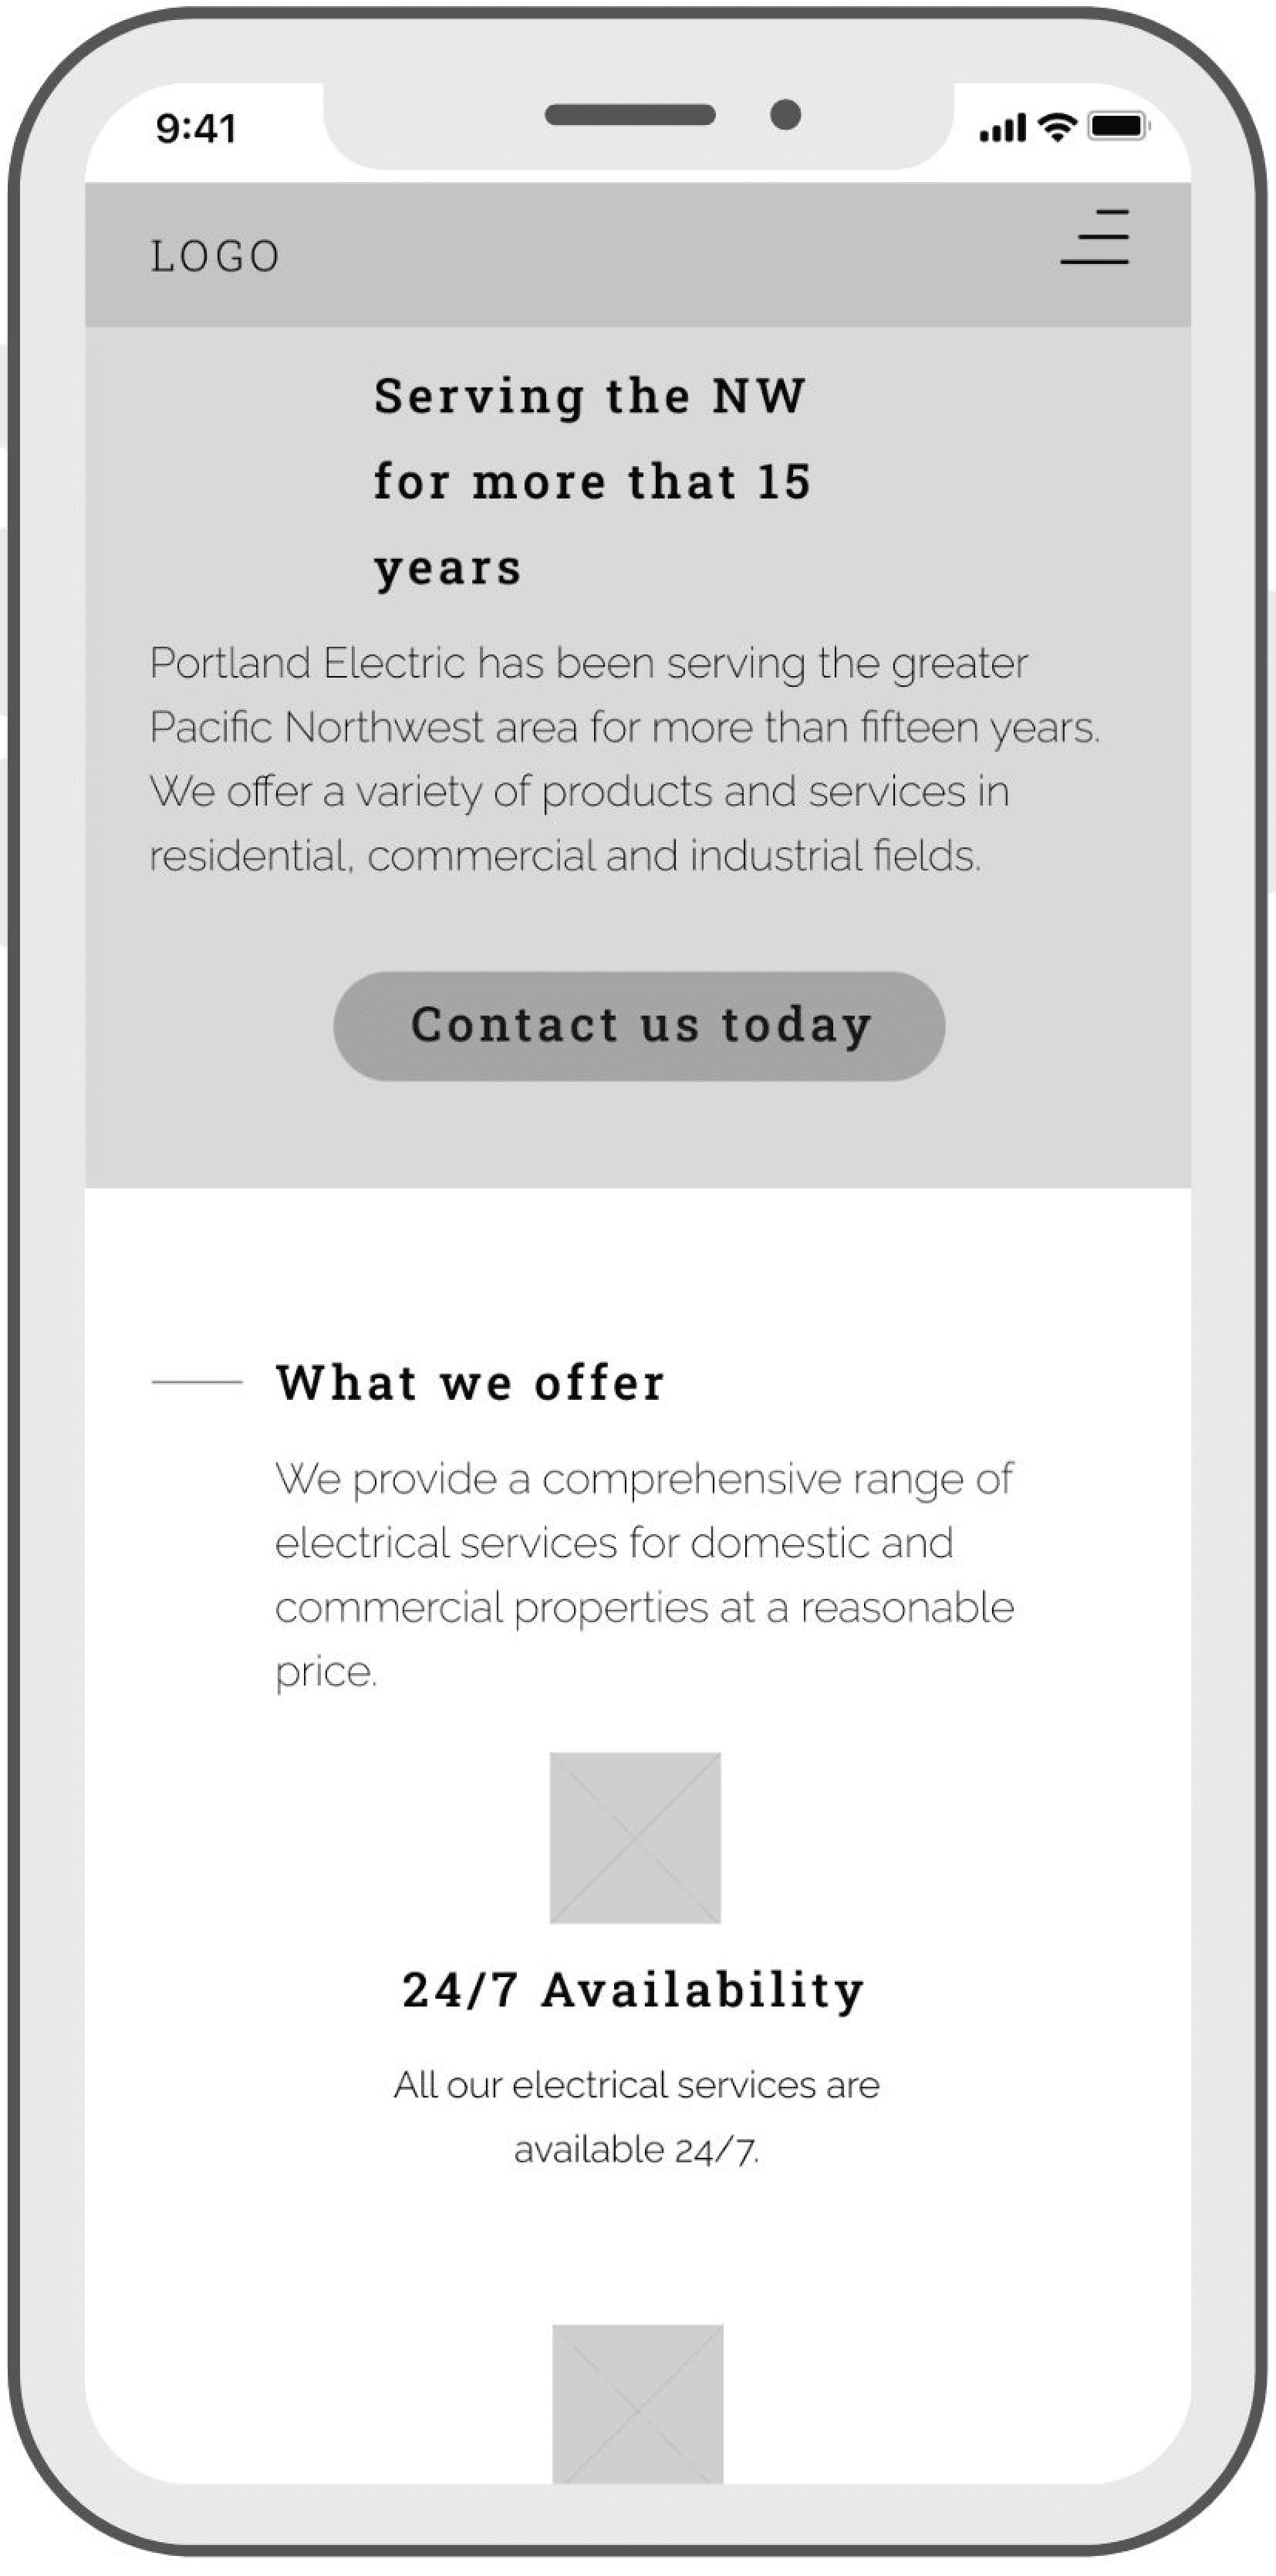 9:41
LOGO
Serving the NW
for more that 15
years
Portland Electric has been serving the greater
Pacific Northwest area for more than fifteen years.
We offer a variety of products and services in
residential, commercial and industrial fields.
Contact us today
What we offer
We provide a comprehensive range of
electrical services for domestic and
commercial properties at a reasonable
price.
24/7 Availability
All our electrical services are
available 24/7.